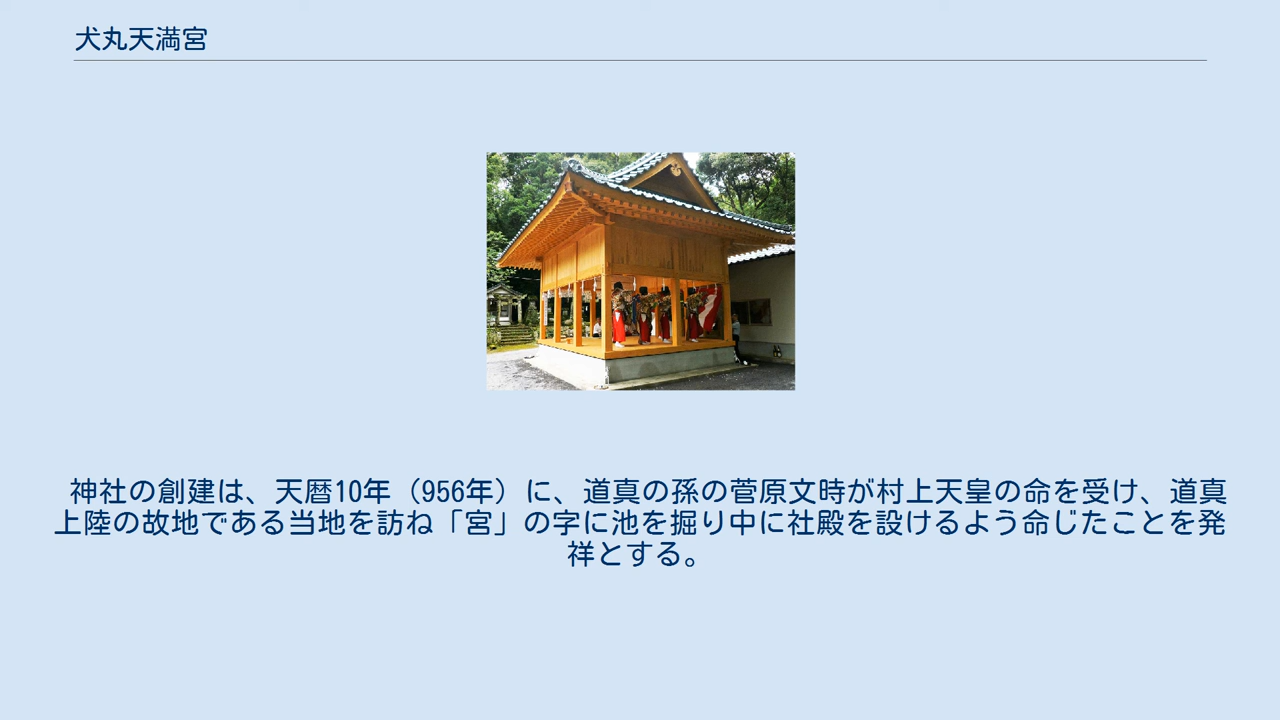 犬丸天満宮
神社の創建は、天暦10年（956年）に、道真の孫の菅原文時が村上天皇の命を受け、道真
上陸の故地である当地を訪ね「宮」の字に池を掘り中に社殿を設けるよう命じたことを発
祥とする。